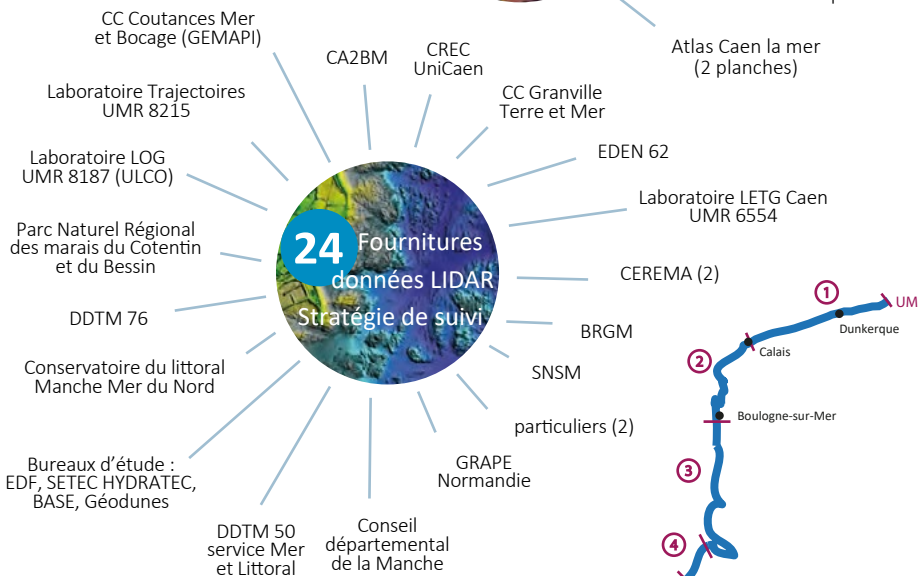 CC Coutances Mer
et Bocage (GEMAPI)
CA2BM
CREC
UniCaen
Atlas Caen la mer
(2 planches)
Laboratoire Trajectoires
UMR 8215
CC Granville
Terre et Mer
Laboratoire LOG
UMR 8187 (ULCO)
EDEN 62
Laboratoire LETG Caen
UMR 6554
Parc Naturel Régional
des marais du Cotentin
et du Bessin
24 Fournitures
données LIDAR
Stratégie de suivi
CEREMA (2)
DDTM 76
BRGM
Conservatoire du littoral
Manche Mer du Nord
SNSM
particuliers (2)
Bureaux d'étude :
EDF, SETEC HYDRATEC,
BASE, Géodunes
GRAPE
Normandie
DDTM 50
service Mer
et Littoral
Conseil
départemental
de la Manche
1
UM
Dunkerque
Calais
2
Boulogne-sur-Mer
3
4